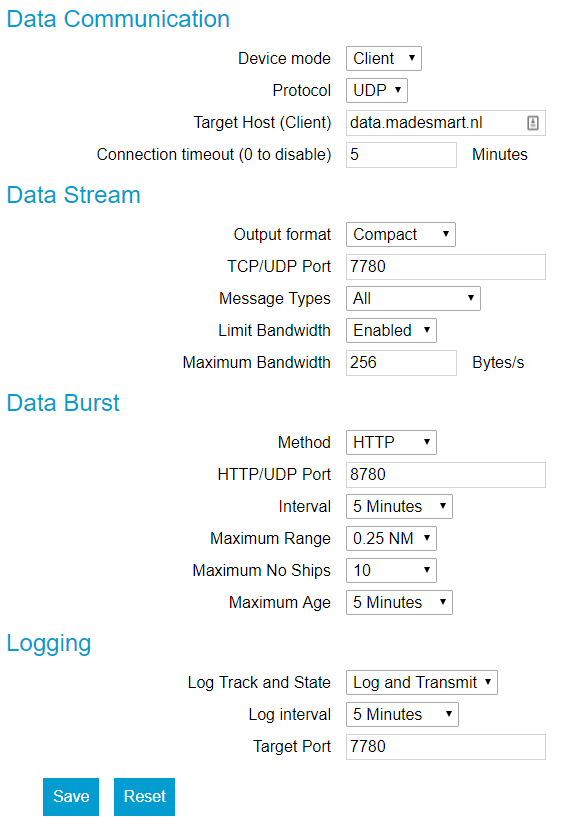 Data Communication
Device mode Client
Protocol UDP
Target Host (Client) data.madesmart.nl
Connection timeout (0 to disable) 5 Minutes
Data Stream
Output format Compact
TCP/UDP Port 7780
Message Types All
Limit Bandwidth Enabled
Maximum Bandwidth 256 Bytes/s
Data Burst
Method HTTP
HTTP/UDP Port 8780
Interval 5 Minutes
Maximum Range 0.25 NM
Maximum No Ships 10
Maximum Age 5 Minutes
Logging
Log Track and State Log and Transmit
Log interval 5 Minutes
Target Port 7780
Save Reset